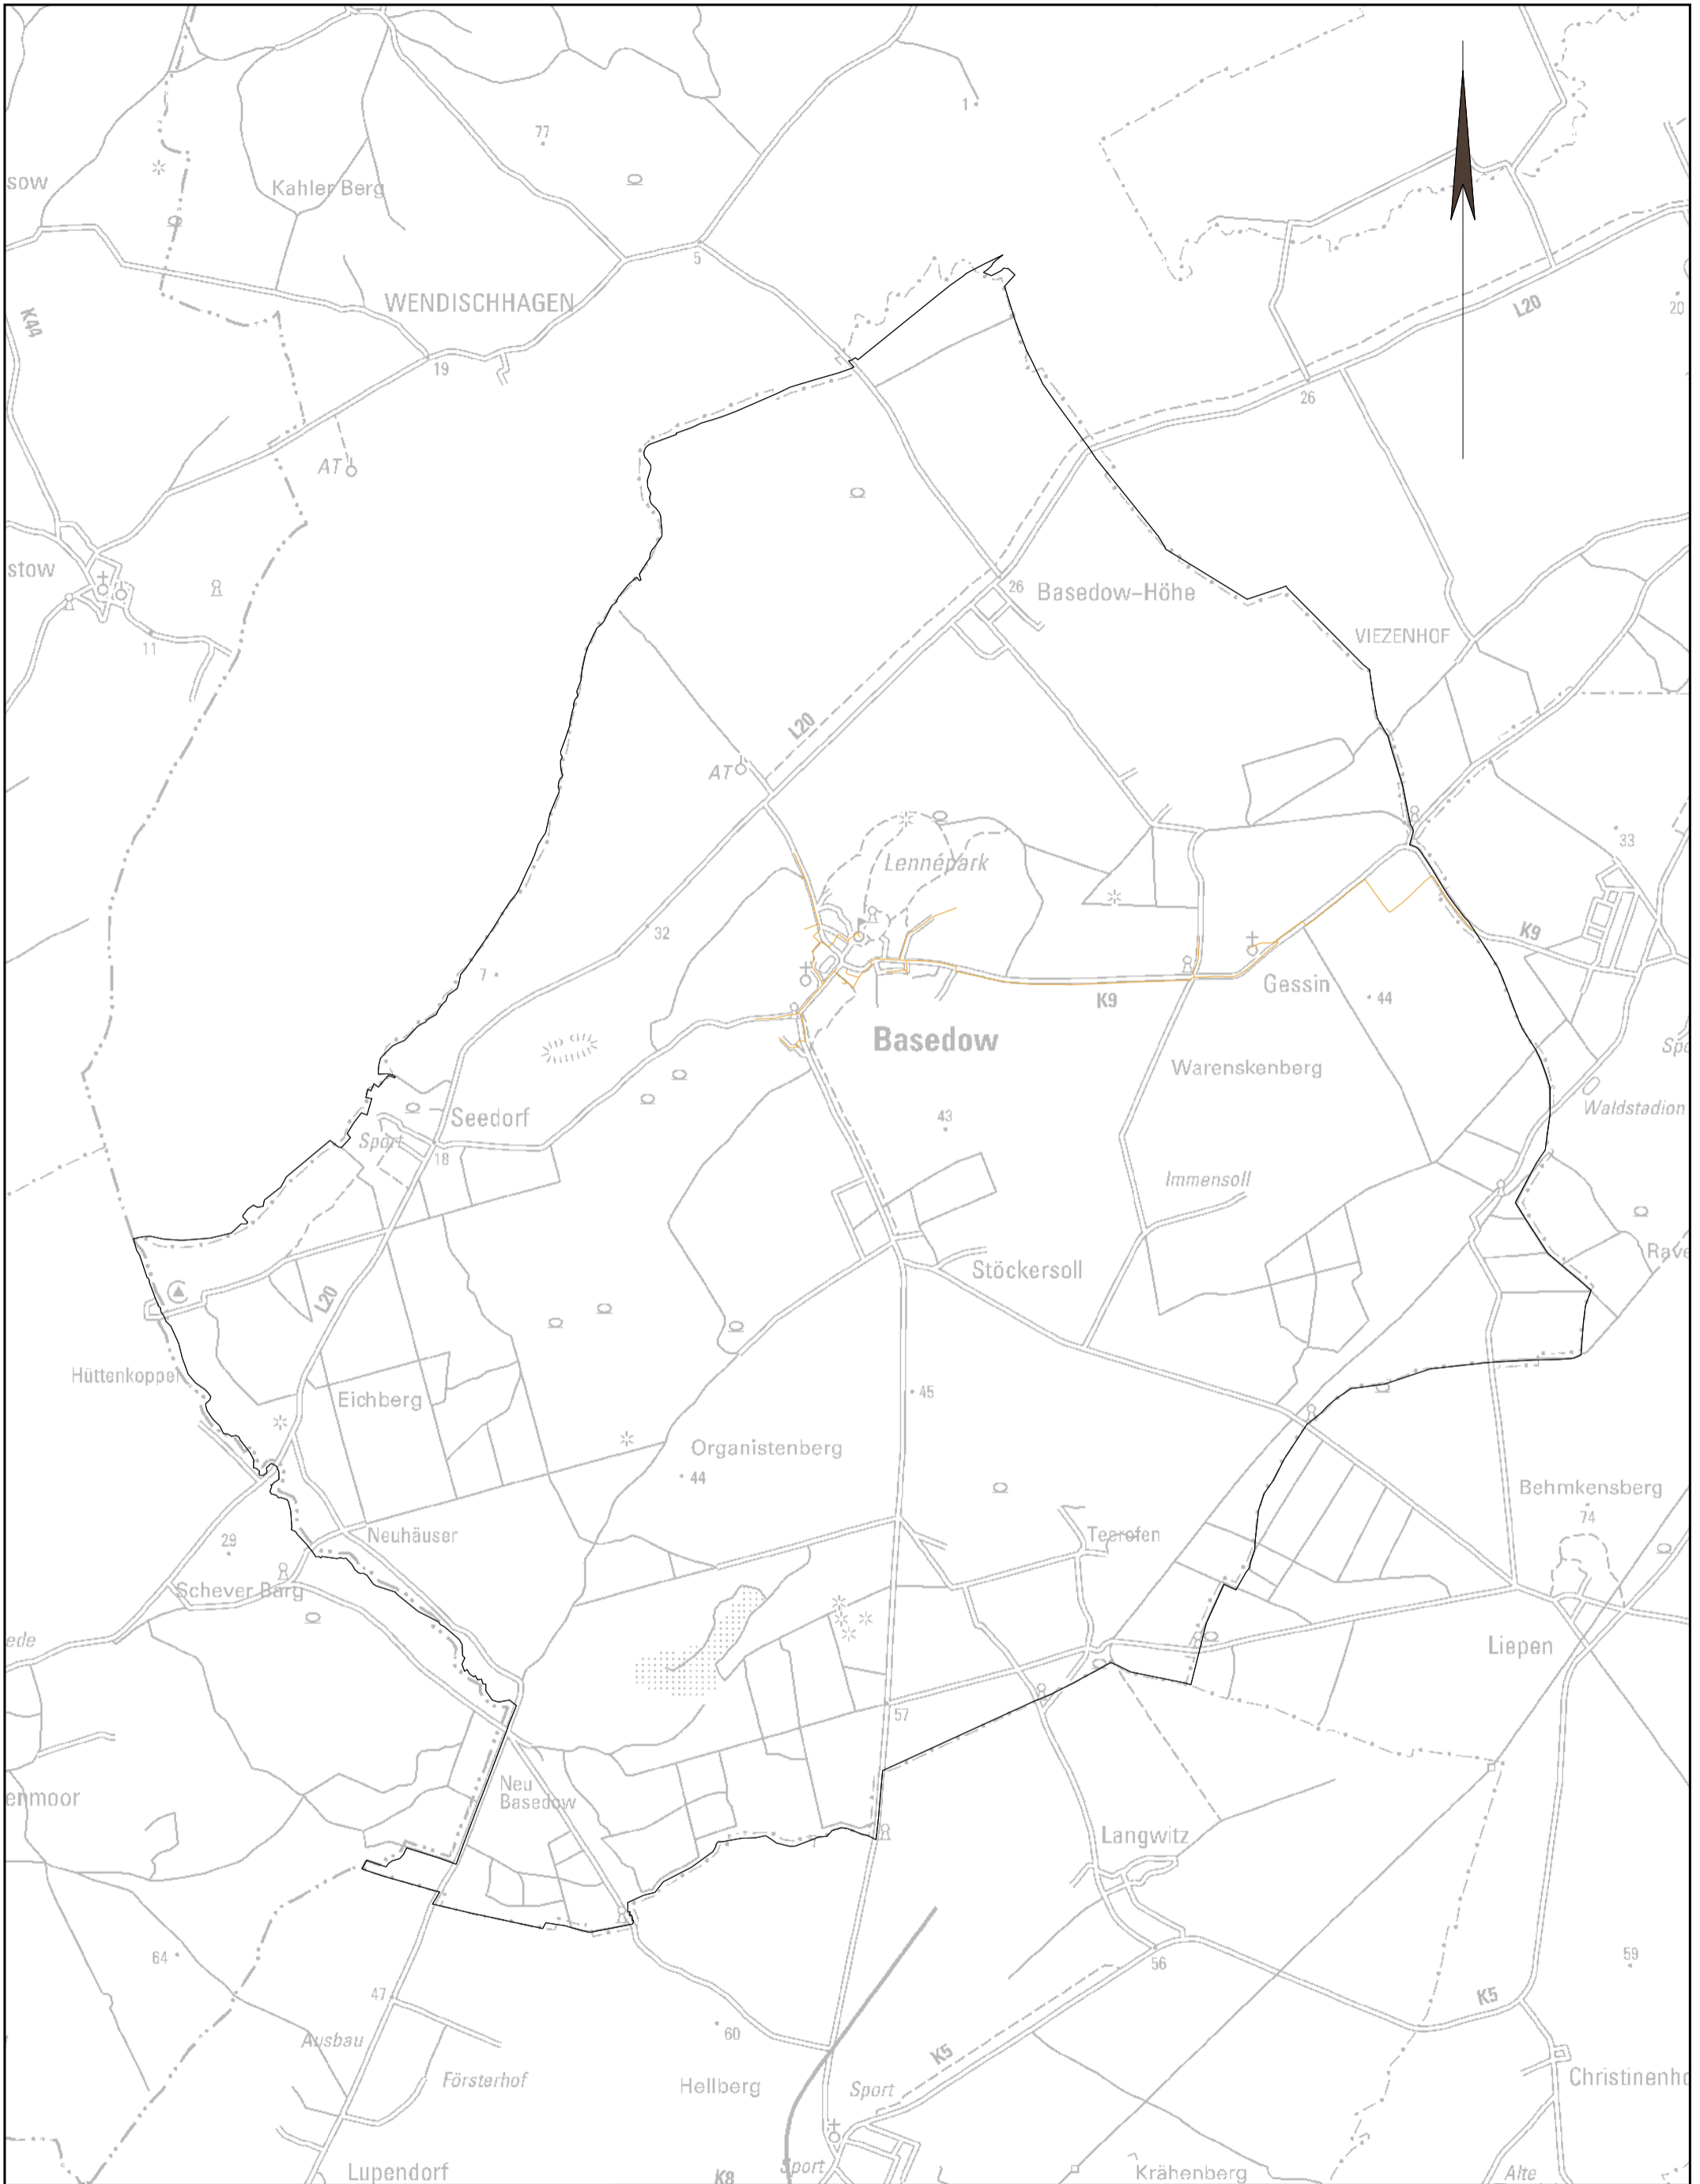 1
77
sow
Kahler Berg
5
WENDISCHHAGEN
L20
20
K44
19
26
AT
stow
26
Basedow-Höhe
VIEZENHOF
11
L20
AT
33
Lennépark
32
K9
7
Gessin
44
K9
Basedow
Warenskenberg
Waldstadion
Seedorf
43
Sport
18
Immensoll
Rave
Stöckersoll
L20
Hüttenkoppel
45
Eichberg
Organistenberg
44
Behmkensberg
74
29
Neuhäuser
Teerofen
Schever Barg
ede
Liepen
57
Neu
Basedow
enmoor
Langwitz
64
56
59
47
K5
60
Ausbau
K5
Försterhof
Hellberg
Sport
Christinenho
Lupendorf
K8
Sport
Krähenberg
Alte